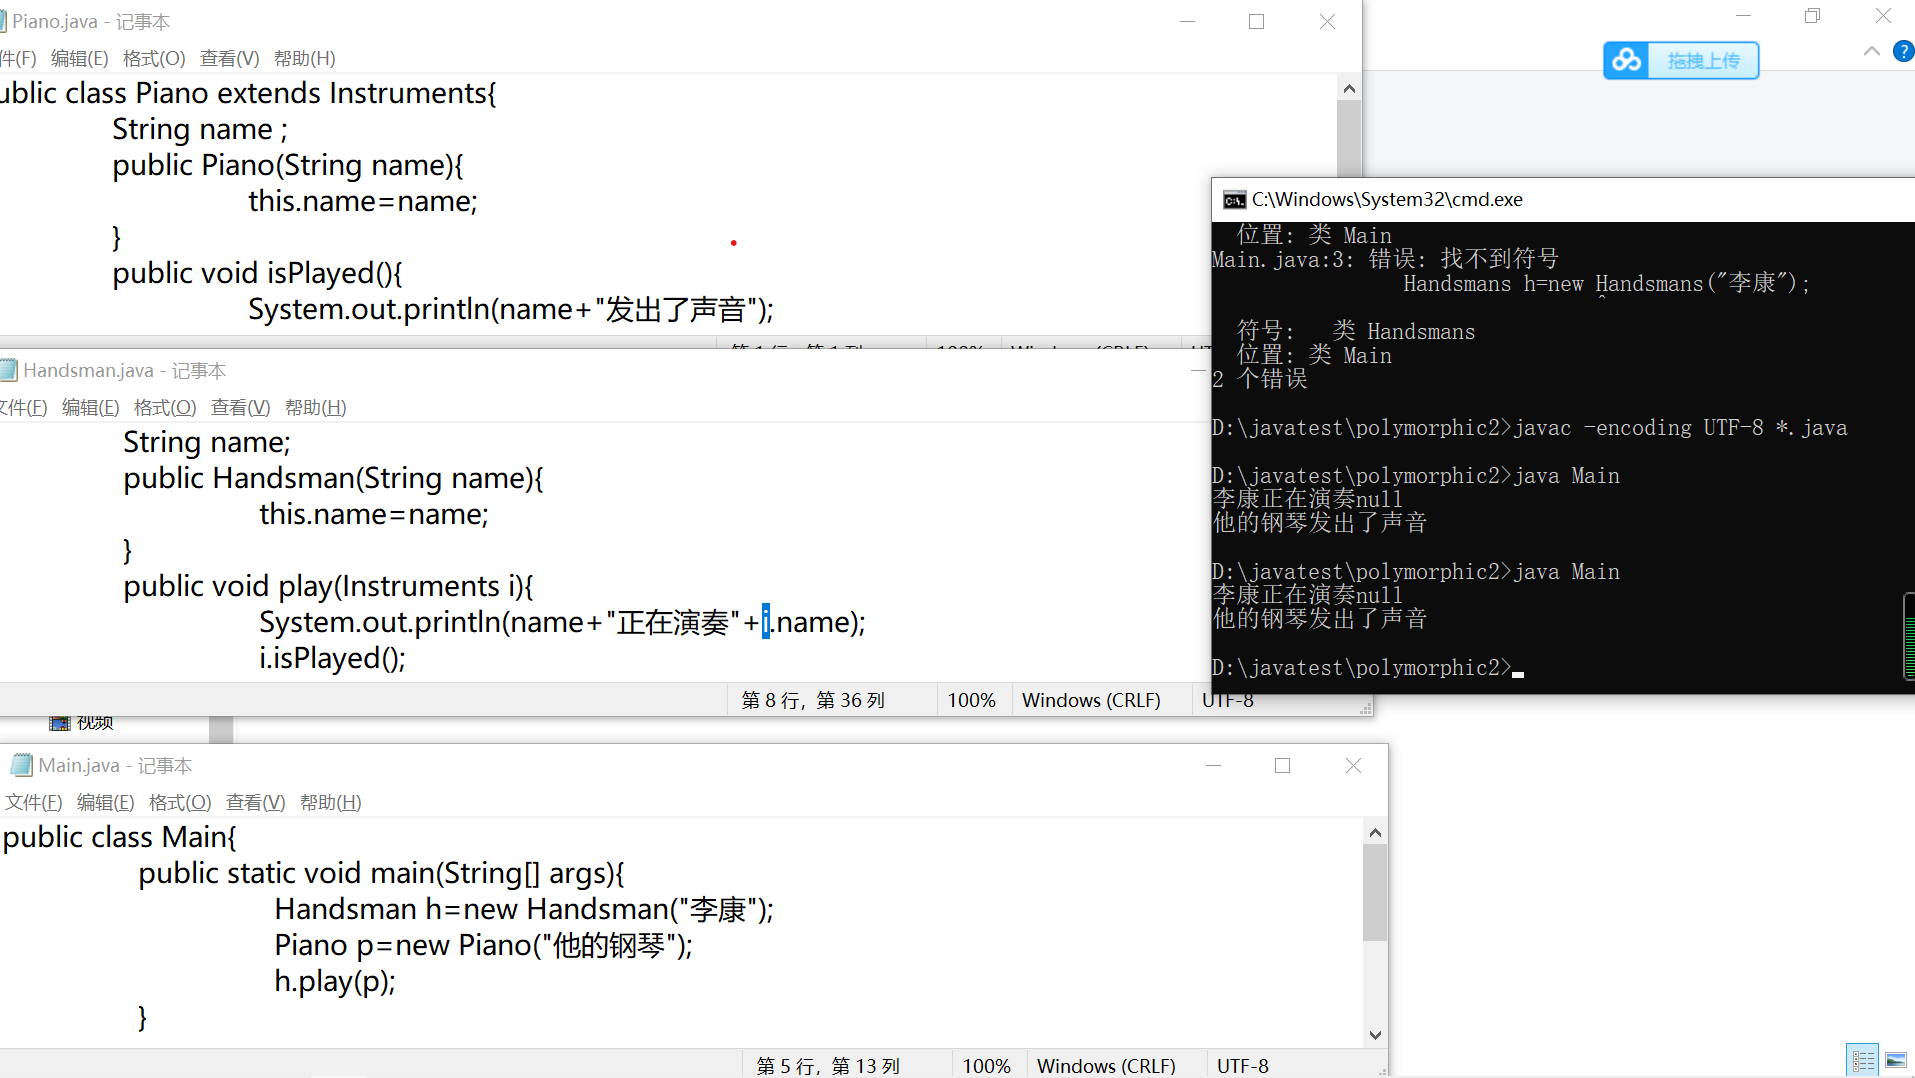 Piano.java - 记事本
件(F) 编辑(E) 格式(O) 查看(V) 帮助(H)
ublic class Piano extends Instruments{
String name ;
public Piano(String name){
this.name=name;
}
public void isPlayed(){
System.out.println(name+"发出了声音");
Handsman.java - 记事本
文件(F) 编辑(E) 格式(O) 查看(V) 帮助(H)
String name;
public Handsman(String name){
this.name=name;
}
public void play(Instruments i){
System.out.println(name+"正在演奏"+i.name);
i.isPlayed();
第 8 行，第 36 列 100% Windows (CRLF) UTF-8
视频
Main.java - 记事本
文件(F) 编辑(E) 格式(O) 查看(V) 帮助(H)
public class Main{
public static void main(String[] args){
Handsman h=new Handsman("李康");
Piano p=new Piano("他的钢琴");
h.play(p);
}
第 5 行，第 13 列 100% Windows (CRLF) UTF-8
拖拽上传
?
C:\Windows\System32\cmd.exe
位置: 类 Main
Main.java:3: 错误: 找不到符号
Handsmans h=new Handsmans("李康");
^
符号: 类 Handsmans
位置: 类 Main
2 个错误
D:\javatest\polymorphic2>javac -encoding UTF-8 *.java
D:\javatest\polymorphic2>java Main
李康正在演奏null
他的钢琴发出了声音
D:\javatest\polymorphic2>java Main
李康正在演奏null
他的钢琴发出了声音
D:\javatest\polymorphic2>